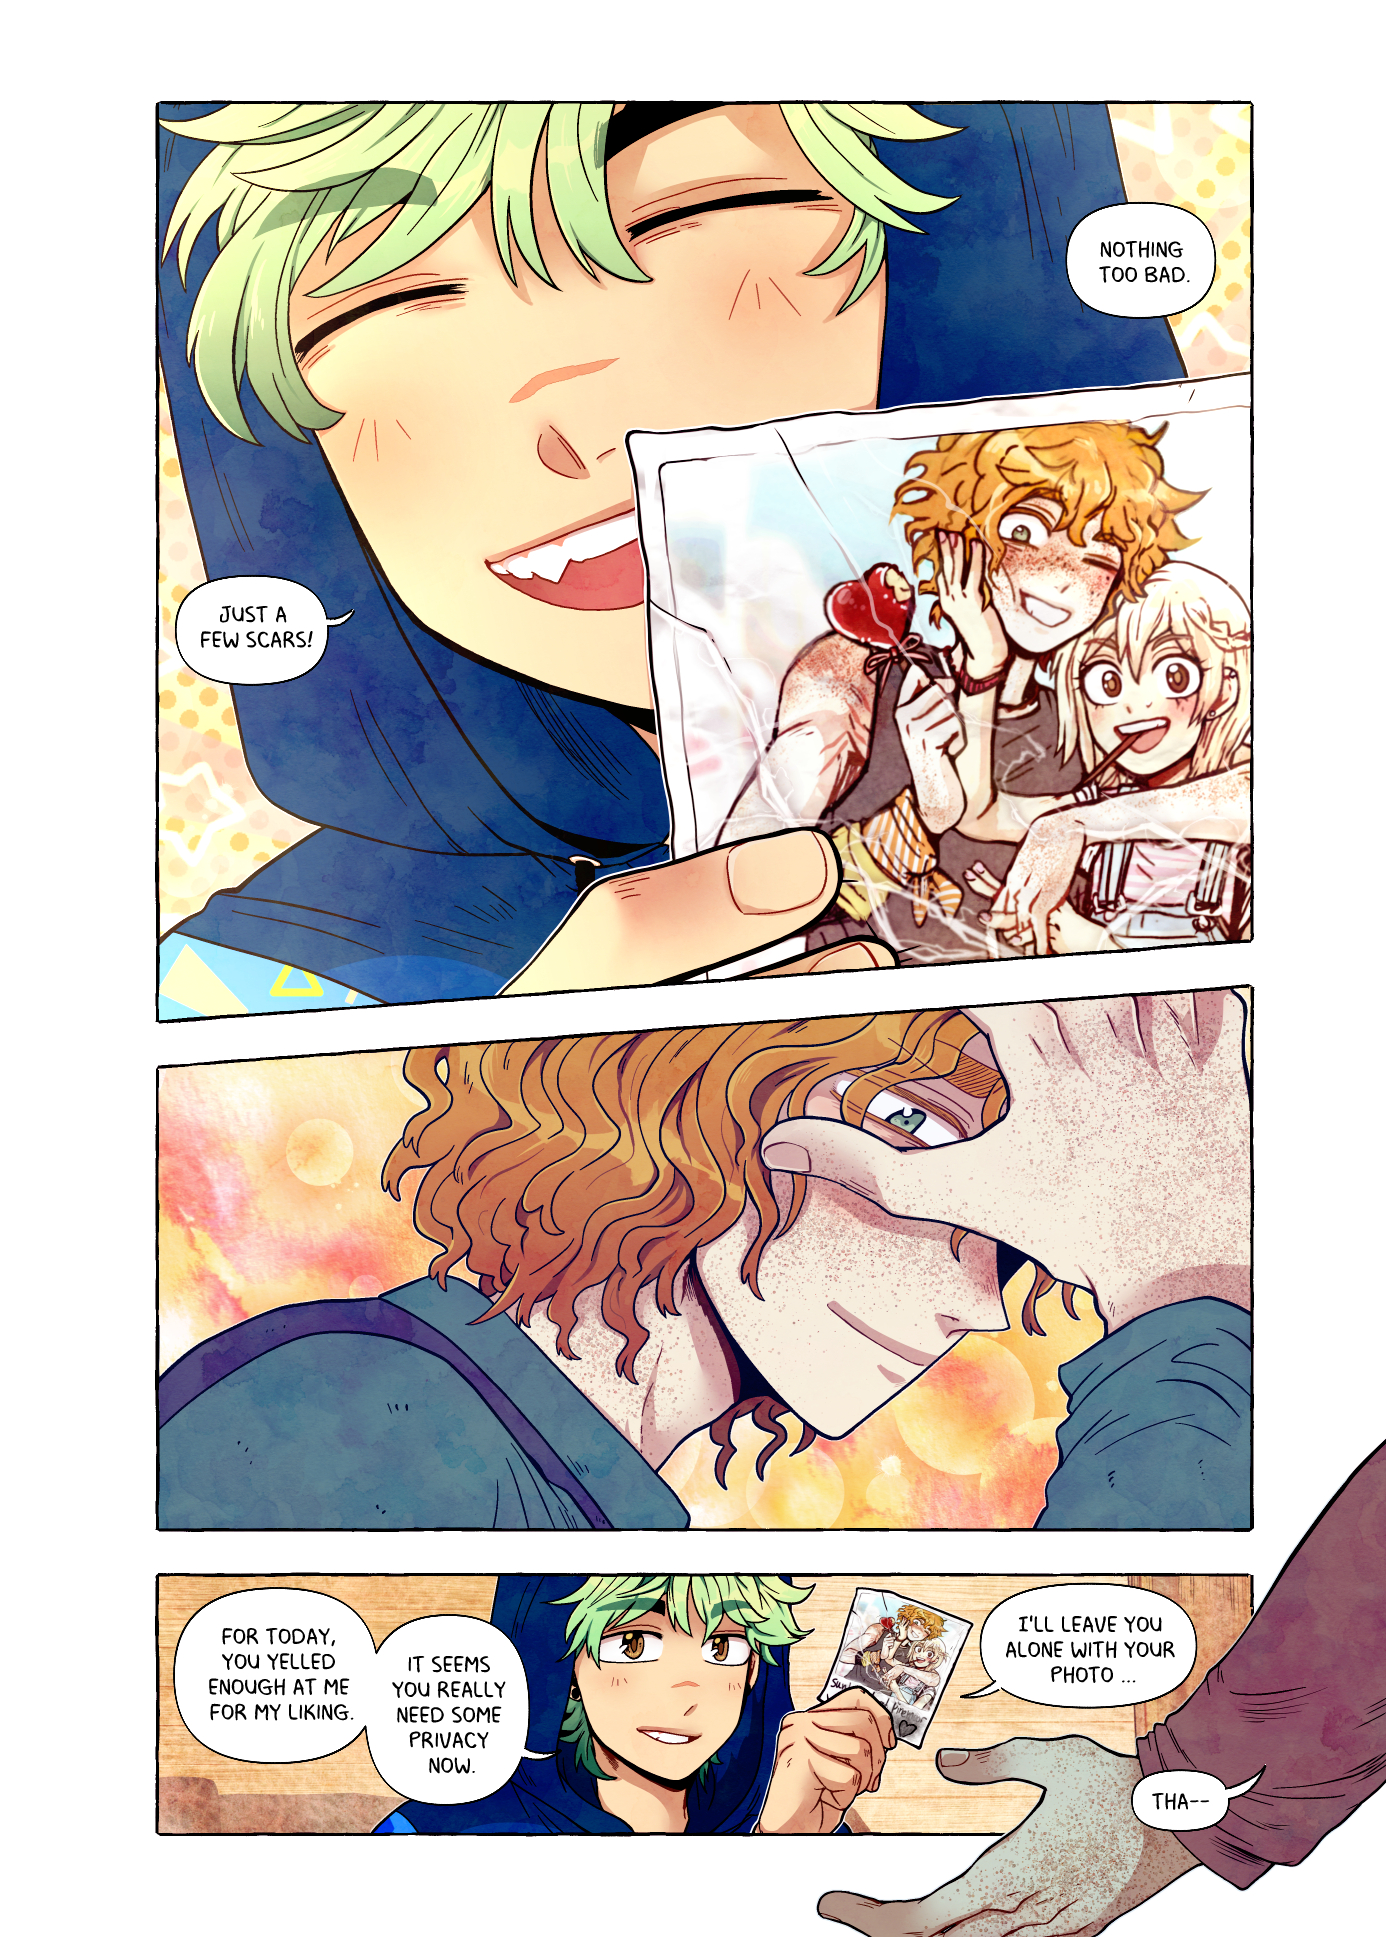 NOTHING
TOO BAD.
JUST A
FEW SCARS!
FOR TODAY,
YOU YELLED
ENOUGH AT ME
FOR MY LIKING.
IT SEEMS
YOU REALLY
NEED SOME
PRIVACY
NOW.
I'LL LEAVE YOU
ALONE WITH YOUR
PHOTO ...
THA--